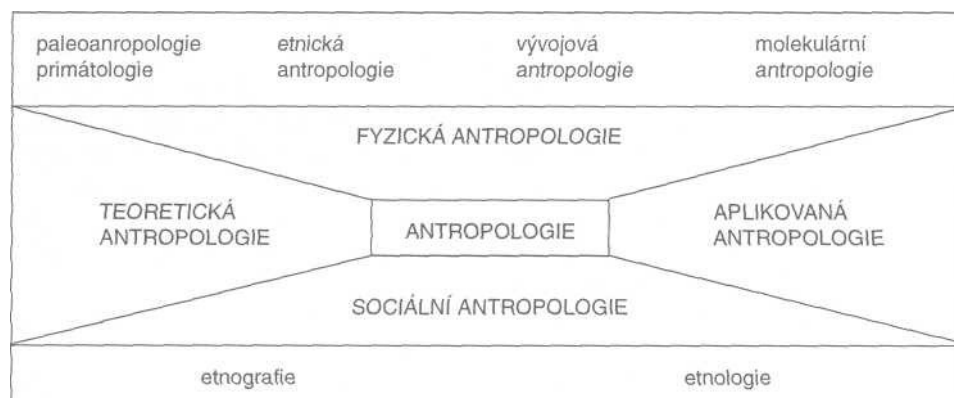 paleoanropologie
primátologie
etnická
antropologie
vývojová
antropologie
molekulární
antropologie
FYZICKÁ ANTROPOLOGIE
TEORETICKÁ
ANTROPOLOGIE
ANTROPOLOGIE
APLIKOVANÁ
ANTROPOLOGIE
SOCIÁLNÍ ANTROPOLOGIE
etnografie
etnologie